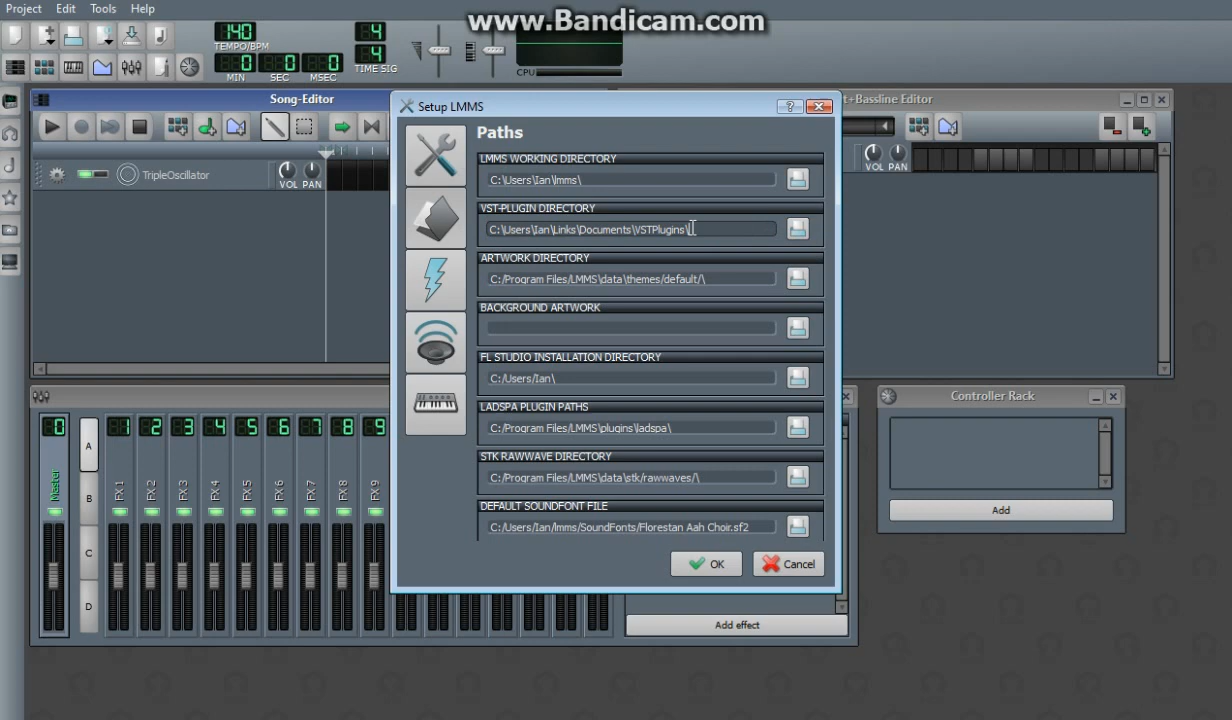 www.Bandicam.com
Project Edit Tools Help
140
TEMPO/BPM
4
4
TIME SIG
0 0 0
MIN SEC MSEC
CPU
Song-Editor
TripleOscillator
VOL PAN
t+Bassline Editor
VOL PAN
Setup LMMS
Paths
LMMS WORKING DIRECTORY
C:\Users\Ian\lmms\
VST-PLUGIN DIRECTORY
C:\Users\Ian\Links\Documents\VSTPlugins\
ARTWORK DIRECTORY
C:/Program Files/LMMS\data\themes/default/\
BACKGROUND ARTWORK
FL STUDIO INSTALLATION DIRECTORY
C:/Users/Ian\
LADSPA PLUGIN PATHS
C:/Program Files/LMMS\plugins\ladspa\
STK RAWWAVE DIRECTORY
C:/Program Files/LMMS\data\stk/rawwaves/\
DEFAULT SOUNDFONT FILE
C:/Users/Ian/lmms/SoundFonts/Florestan Aah Choir.sf2
OK Cancel
0 1 2 3 4 5 6 7 8 9
Master FX 1 FX 2 FX 3 FX 4 FX 5 FX 6 FX 7 FX 8 FX 9
A
B
C
D
Add effect
Controller Rack
Add